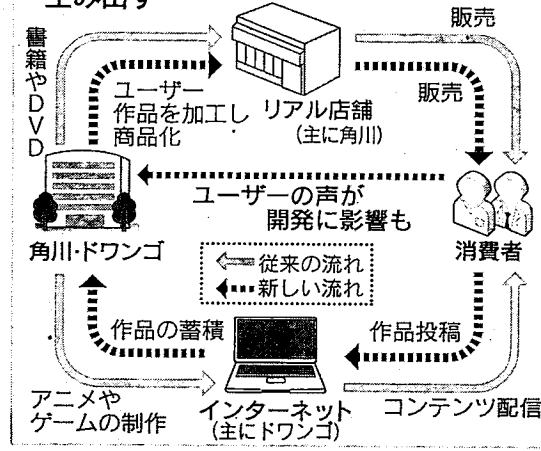 生み出す
販売
書籍やDVD
ユーザー
作品を加工し
商品化
リアル店舗
(主に角川)
販売
ユーザーの声が
開発に影響も
角川・ドワンゴ
消費者
従来の流れ
新しい流れ
作品の蓄積
作品投稿
アニメや
ゲームの制作
インターネット
(主にドワンゴ)
コンテンツ配信